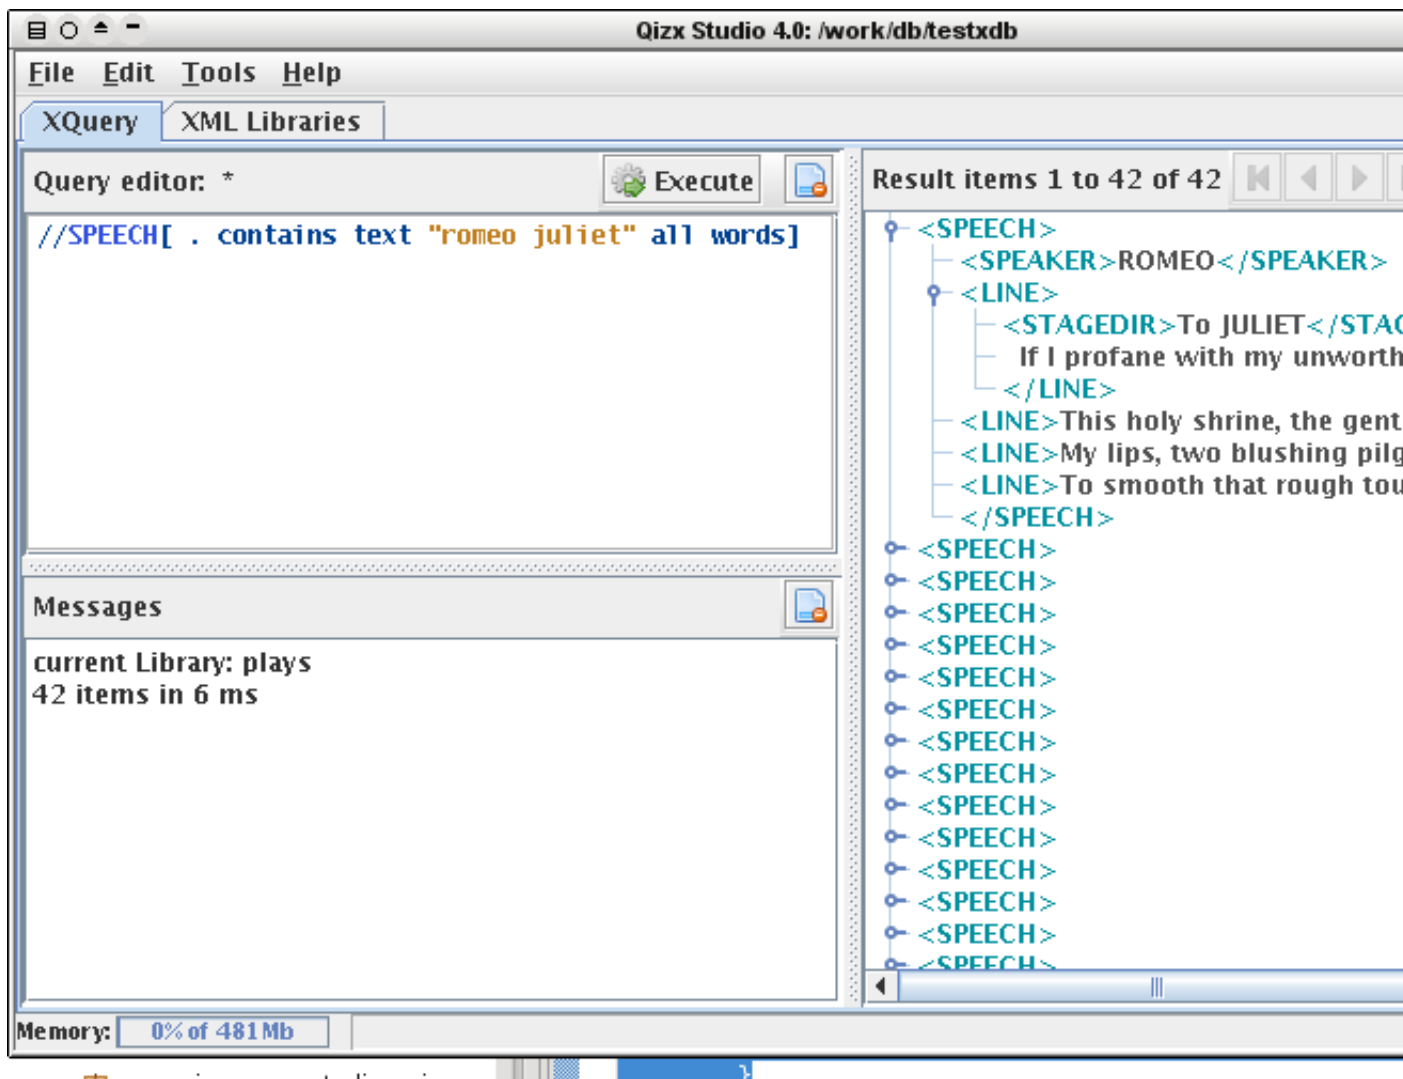 Qizx Studio 4.0: /work/db/testxdb
File Edit Tools Help
XQuery XML Libraries
Query editor: * Execute
//SPEECH[ . contains text "romeo juliet" all words]
Messages
current Library: plays
42 items in 6 ms
Result items 1 to 42 of 42
<SPEECH>
<SPEAKER>ROMEO</SPEAKER>
<LINE>
<STAGEDIR>To JULIET</STAG
If I profane with my unworth
</LINE>
<LINE>This holy shrine, the gent
<LINE>My lips, two blushing pilg
<LINE>To smooth that rough tou
</SPEECH>
<SPEECH>
<SPEECH>
<SPEECH>
<SPEECH>
<SPEECH>
<SPEECH>
<SPEECH>
<SPEECH>
<SPEECH>
<SPEECH>
<SPEECH>
<SPEECH>
<SPEECH>
<SPEECH>
Memory: 0% of 481Mb
}